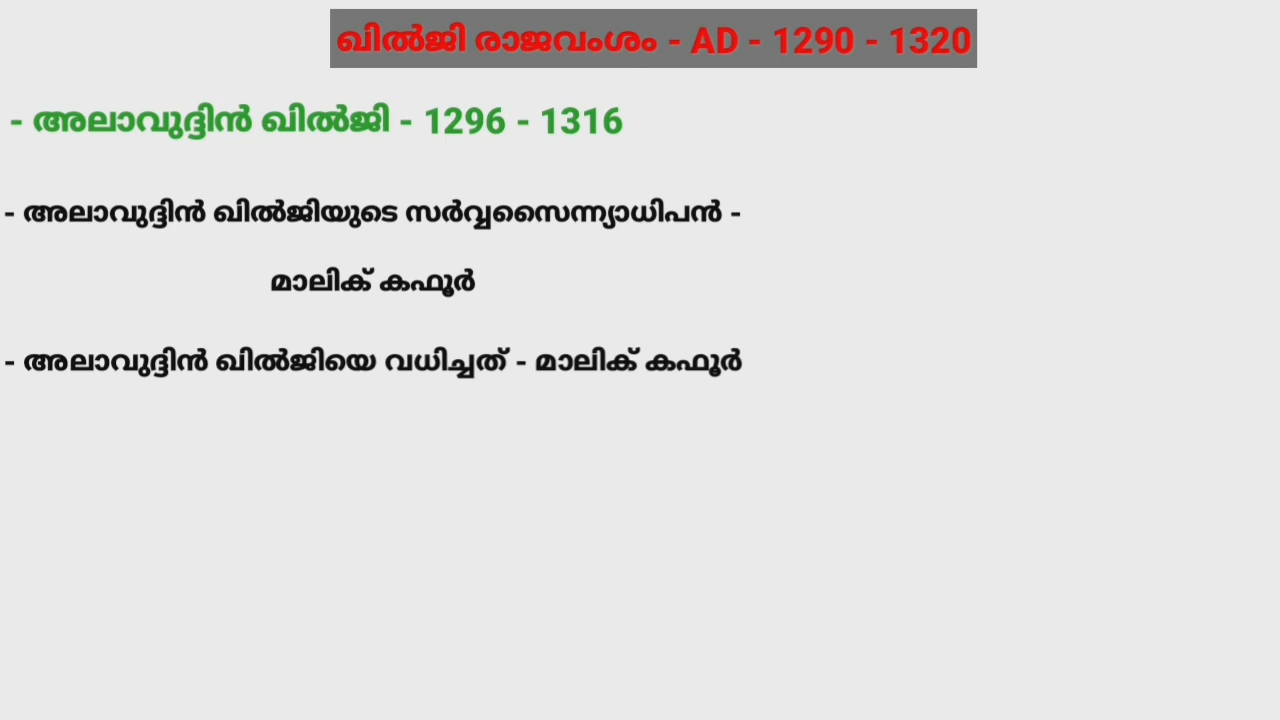 ഖിൽജി രാജവംശം - AD - 1290 - 1320
- അലാവുദ്ദിൻ ഖിൽജി - 1296 - 1316
- അലാവുദ്ദിൻ ഖിൽജിയുടെ സർവ്വസൈന്ന്യാധിപൻ -
മാലിക് കഫൂർ
- അലാവുദ്ദിൻ ഖിൽജിയെ വധിച്ചത് - മാലിക് കഫൂർ